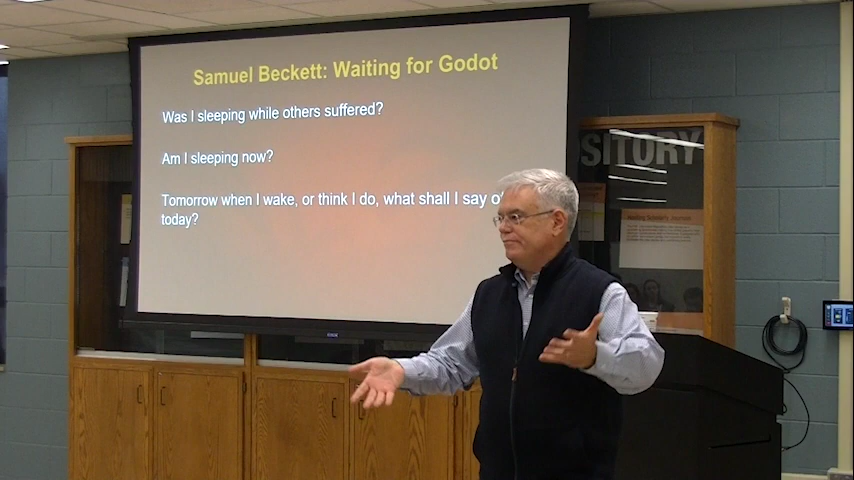 Samuel Beckett: Waiting for Godot
Was I sleeping while others suffered?
Am I sleeping now?
Tomorrow when I wake, or think I do, what shall I say o
today?
SITORY